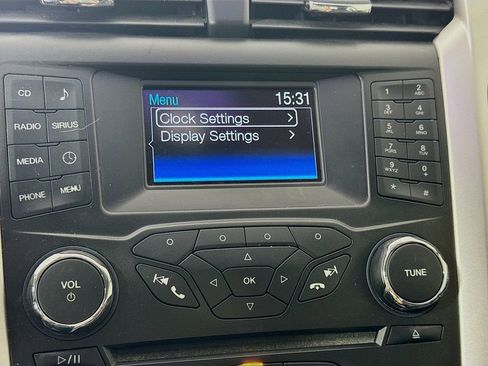 Menu 15:31
Clock Settings >
Display Settings >
CD
RADIO SIRIUS
MEDIA
PHONE MENU
1 2 ABC
3 DEF 4 GHI
5 JKL 6 MNO
7 PQRS 8 TUV
9 WXYZ 0 +
* #
VOL
OK
TUNE